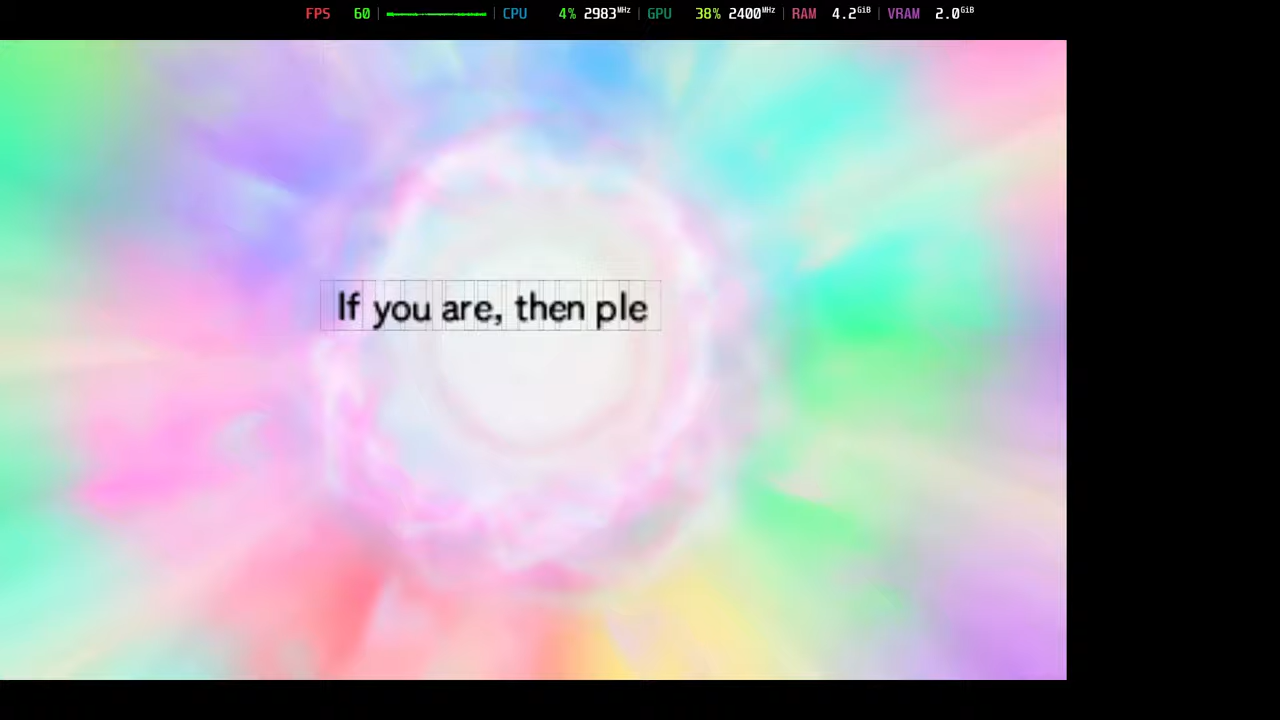 FPS 60 CPU 4% 2983MHz GPU 38% 2400MHz RAM 4.2GiB VRAM 2.0GiB
If you are, then ple